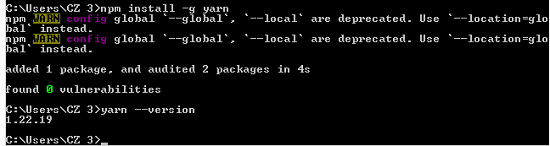 C:\Users\CZ 3>npm install -g yarn
npm WARN config global `--global`, `--local` are deprecated. Use `--location=glo
bal` instead.
npm WARN config global `--global`, `--local` are deprecated. Use `--location=glo
bal` instead.
added 1 package, and audited 2 packages in 4s
found 0 vulnerabilities
C:\Users\CZ 3>yarn --version
1.22.19
C:\Users\CZ 3>_